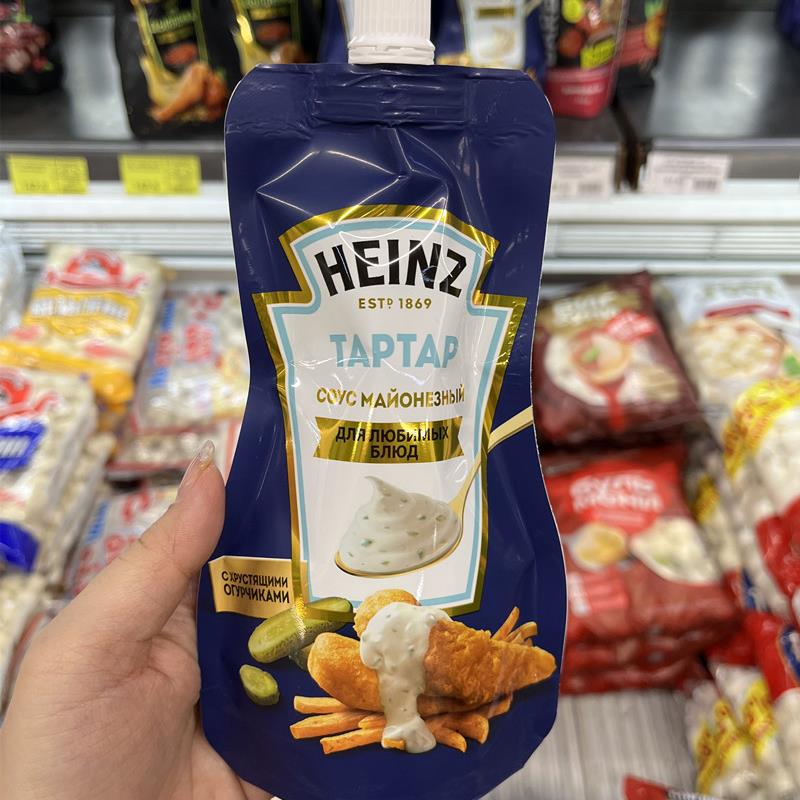 HEINZ
ESTD 1869
ТАРТАР
СОУС МАЙОНЕЗНЫЙ
ДЛЯ ЛЮБИМЫХ
БЛЮД
С ХРУСТЯЩИМИ
ОГУРЧИКАМИ